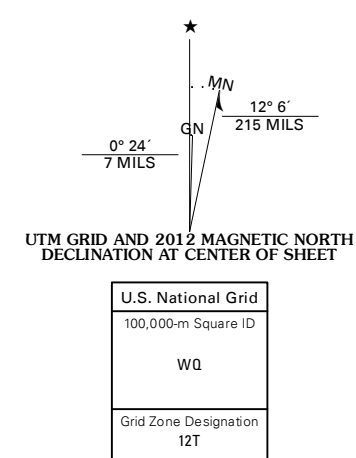 ★
MN
GN
12° 6´
215 MILS
0° 24´
7 MILS
UTM GRID AND 2012 MAGNETIC NORTH
DECLINATION AT CENTER OF SHEET
U.S. National Grid
100,000-m Square ID
WQ
Grid Zone Designation
12T